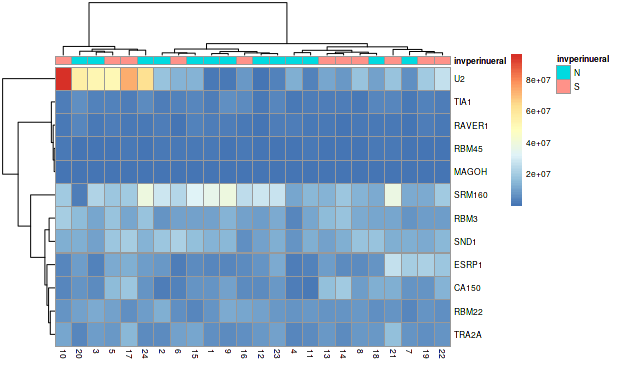 invperinueral
U2
TIA1
RAVER1
RBM45
MAGOH
SRM160
RBM3
SND1
ESRP1
CA150
RBM22
TRA2A
10 20 3 5 17 24 2 6 15 1 9 16 12 23 4 11 13 14 8 18 21 7 19 22
8e+07
6e+07
4e+07
2e+07
invperinueral
N
S